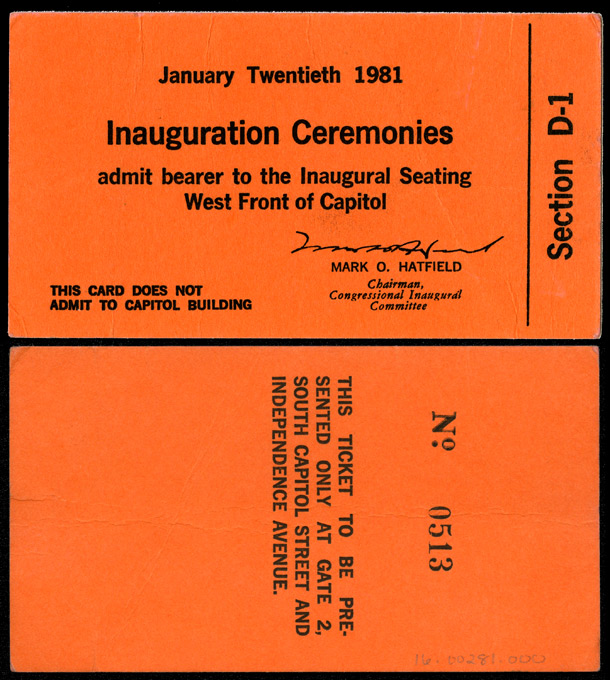 January Twentieth 1981
Inauguration Ceremonies
admit bearer to the Inaugural Seating
West Front of Capitol
MARK O. HATFIELD
Chairman,
Congressional Inaugural
Committee
THIS CARD DOES NOT
ADMIT TO CAPITOL BUILDING
Section D-1
THIS TICKET TO BE PRE-
SENTED ONLY AT GATE 2,
SOUTH CAPITOL STREET AND
INDEPENDENCE AVENUE.
No. 0513
16.00281.000